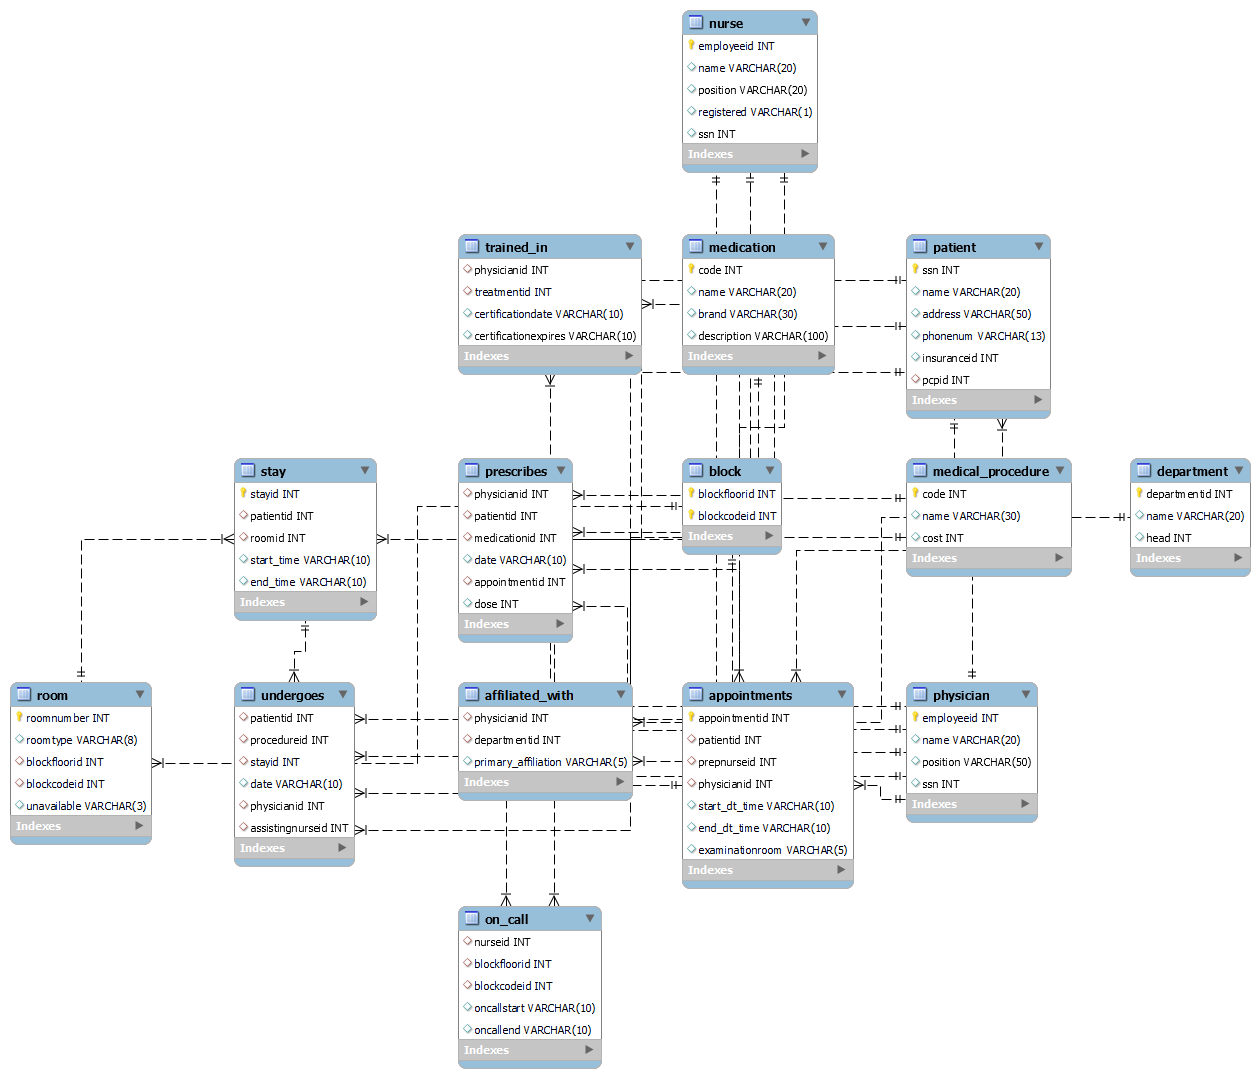 nurse
employeeid INT
name VARCHAR(20)
position VARCHAR(20)
registered VARCHAR(1)
ssn INT
Indexes
trained_in
physicianid INT
treatmentid INT
certificationdate VARCHAR(10)
certificationexpires VARCHAR(10)
Indexes
medication
code INT
name VARCHAR(20)
brand VARCHAR(30)
description VARCHAR(100)
Indexes
patient
ssn INT
name VARCHAR(20)
address VARCHAR(50)
phonenum VARCHAR(13)
insuranceid INT
pcpid INT
Indexes
stay
stayid INT
patientid INT
roomid INT
start_time VARCHAR(10)
end_time VARCHAR(10)
Indexes
prescribes
physicianid INT
patientid INT
medicationid INT
date VARCHAR(10)
appointmentid INT
dose INT
Indexes
block
blockfloorid INT
blockcodeid INT
Indexes
medical_procedure
code INT
name VARCHAR(30)
cost INT
Indexes
department
departmentid INT
name VARCHAR(20)
head INT
Indexes
room
roomnumber INT
roomtype VARCHAR(8)
blockfloorid INT
blockcodeid INT
unavailable VARCHAR(3)
Indexes
undergoes
patientid INT
procedureid INT
stayid INT
date VARCHAR(10)
physicianid INT
assistingnurseid INT
Indexes
affiliated_with
physicianid INT
departmentid INT
primary_affiliation VARCHAR(5)
Indexes
appointments
appointmentid INT
patientid INT
prepnurseid INT
physicianid INT
start_dt_time VARCHAR(10)
end_dt_time VARCHAR(10)
examinationroom VARCHAR(5)
Indexes
physician
employeeid INT
name VARCHAR(20)
position VARCHAR(50)
ssn INT
Indexes
on_call
nurseid INT
blockfloorid INT
blockcodeid INT
oncallstart VARCHAR(10)
oncallend VARCHAR(10)
Indexes